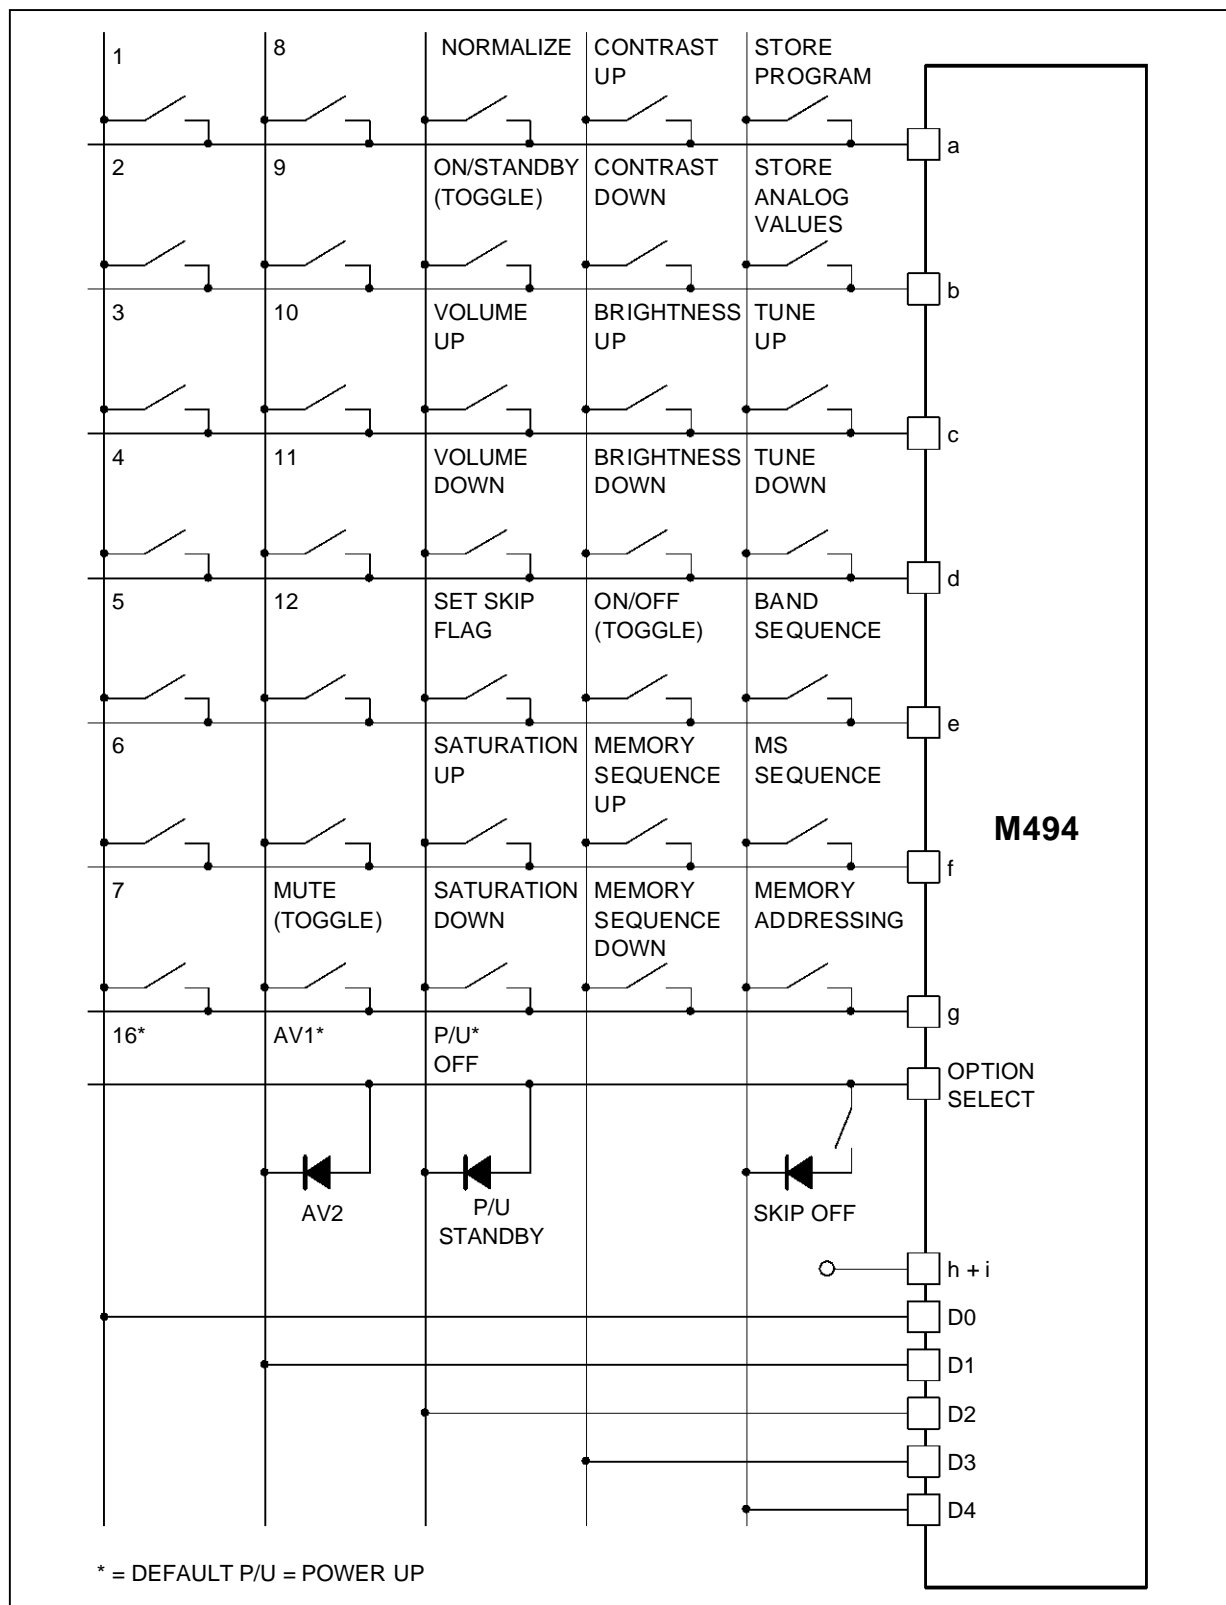 1
8
NORMALIZE
CONTRAST
UP
STORE
PROGRAM
a
2
9
ON/STANDBY
(TOGGLE)
CONTRAST
DOWN
STORE
ANALOG
VALUES
b
3
10
VOLUME
UP
BRIGHTNESS
UP
TUNE
UP
c
4
11
VOLUME
DOWN
BRIGHTNESS
DOWN
TUNE
DOWN
d
5
12
SET SKIP
FLAG
ON/OFF
(TOGGLE)
BAND
SEQUENCE
e
6
SATURATION
UP
MEMORY
SEQUENCE
UP
MS
SEQUENCE
M494
f
7
MUTE
(TOGGLE)
SATURATION
DOWN
MEMORY
SEQUENCE
DOWN
MEMORY
ADDRESSING
g
16*
AV1*
P/U*
OFF
OPTION
SELECT
AV2
P/U
STANDBY
SKIP OFF
h + i
D0
D1
D2
D3
D4
* = DEFAULT P/U = POWER UP